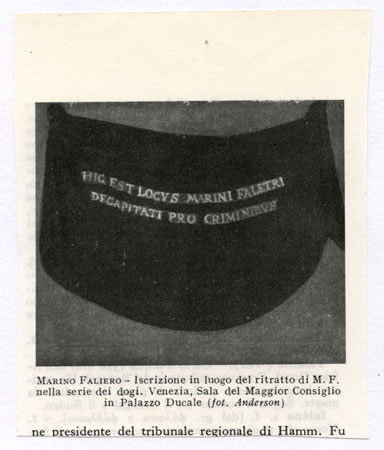 HIC EST LOCVS MARINI FALETRI
DECAPITATI PRO CRIMINIBVS
MARINO FALIERO – Iscrizione in luogo del ritratto di M. F.
nella serie dei dogi. Venezia, Sala del Maggior Consiglio
in Palazzo Ducale (fot. Anderson)
ne presidente del tribunale regionale di Hamm. Fu